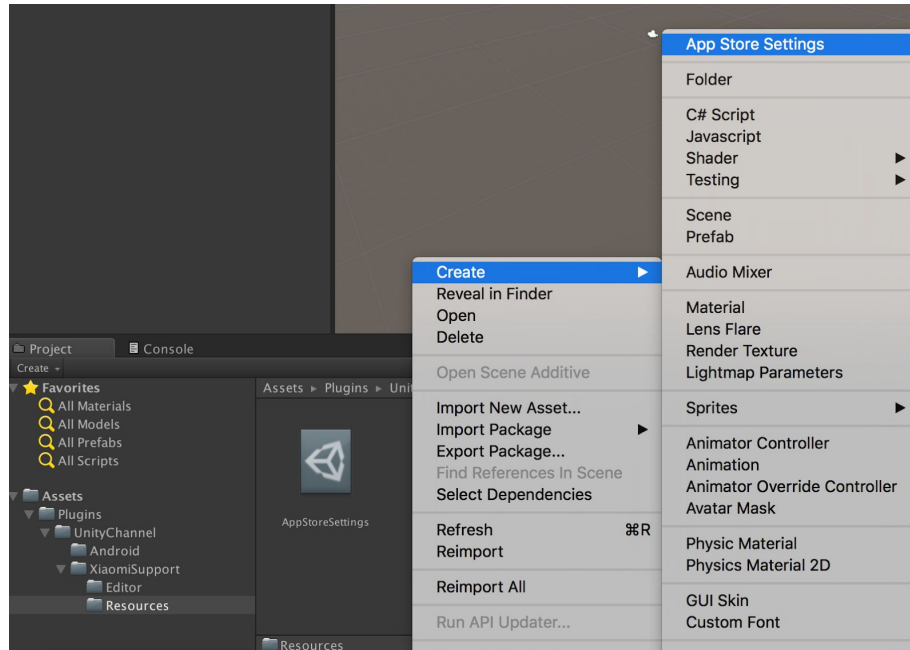 Project
Console
Create
Favorites
All Materials
All Models
All Prefabs
All Scripts
Assets
Plugins
UnityChannel
Android
XiaomiSupport
Editor
Resources
Assets ▸ Plugins ▸ Uni
AppStoreSettings
Resources
Create
Reveal in Finder
Open
Delete
Open Scene Additive
Import New Asset...
Import Package
Export Package...
Find References In Scene
Select Dependencies
Refresh ⌘R
Reimport
Reimport All
Run API Updater...
App Store Settings
Folder
C# Script
Javascript
Shader
Testing
Scene
Prefab
Audio Mixer
Material
Lens Flare
Render Texture
Lightmap Parameters
Sprites
Animator Controller
Animation
Animator Override Controller
Avatar Mask
Physic Material
Physics Material 2D
GUI Skin
Custom Font